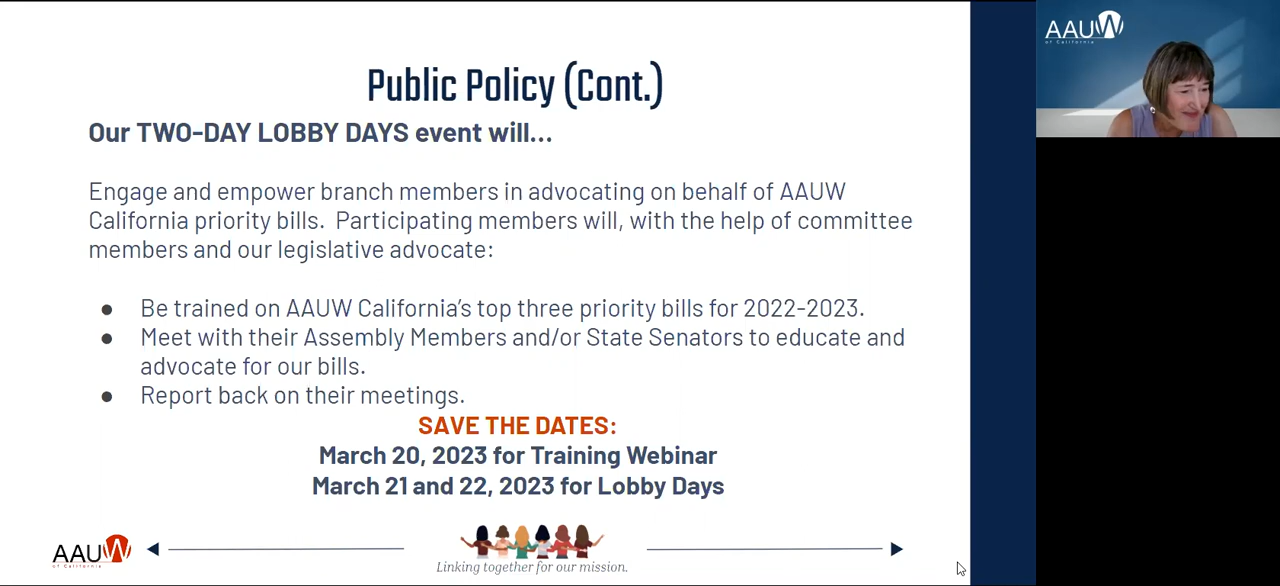 Public Policy (Cont.)
Our TWO-DAY LOBBY DAYS event will...
Engage and empower branch members in advocating on behalf of AAUW
California priority bills.  Participating members will, with the help of committee
members and our legislative advocate:
● Be trained on AAUW California's top three priority bills for 2022-2023.
● Meet with their Assembly Members and/or State Senators to educate and
advocate for our bills.
● Report back on their meetings.
SAVE THE DATES:
March 20, 2023 for Training Webinar
March 21 and 22, 2023 for Lobby Days
AAUW
of California
Linking together for our mission.
AAUW
of California